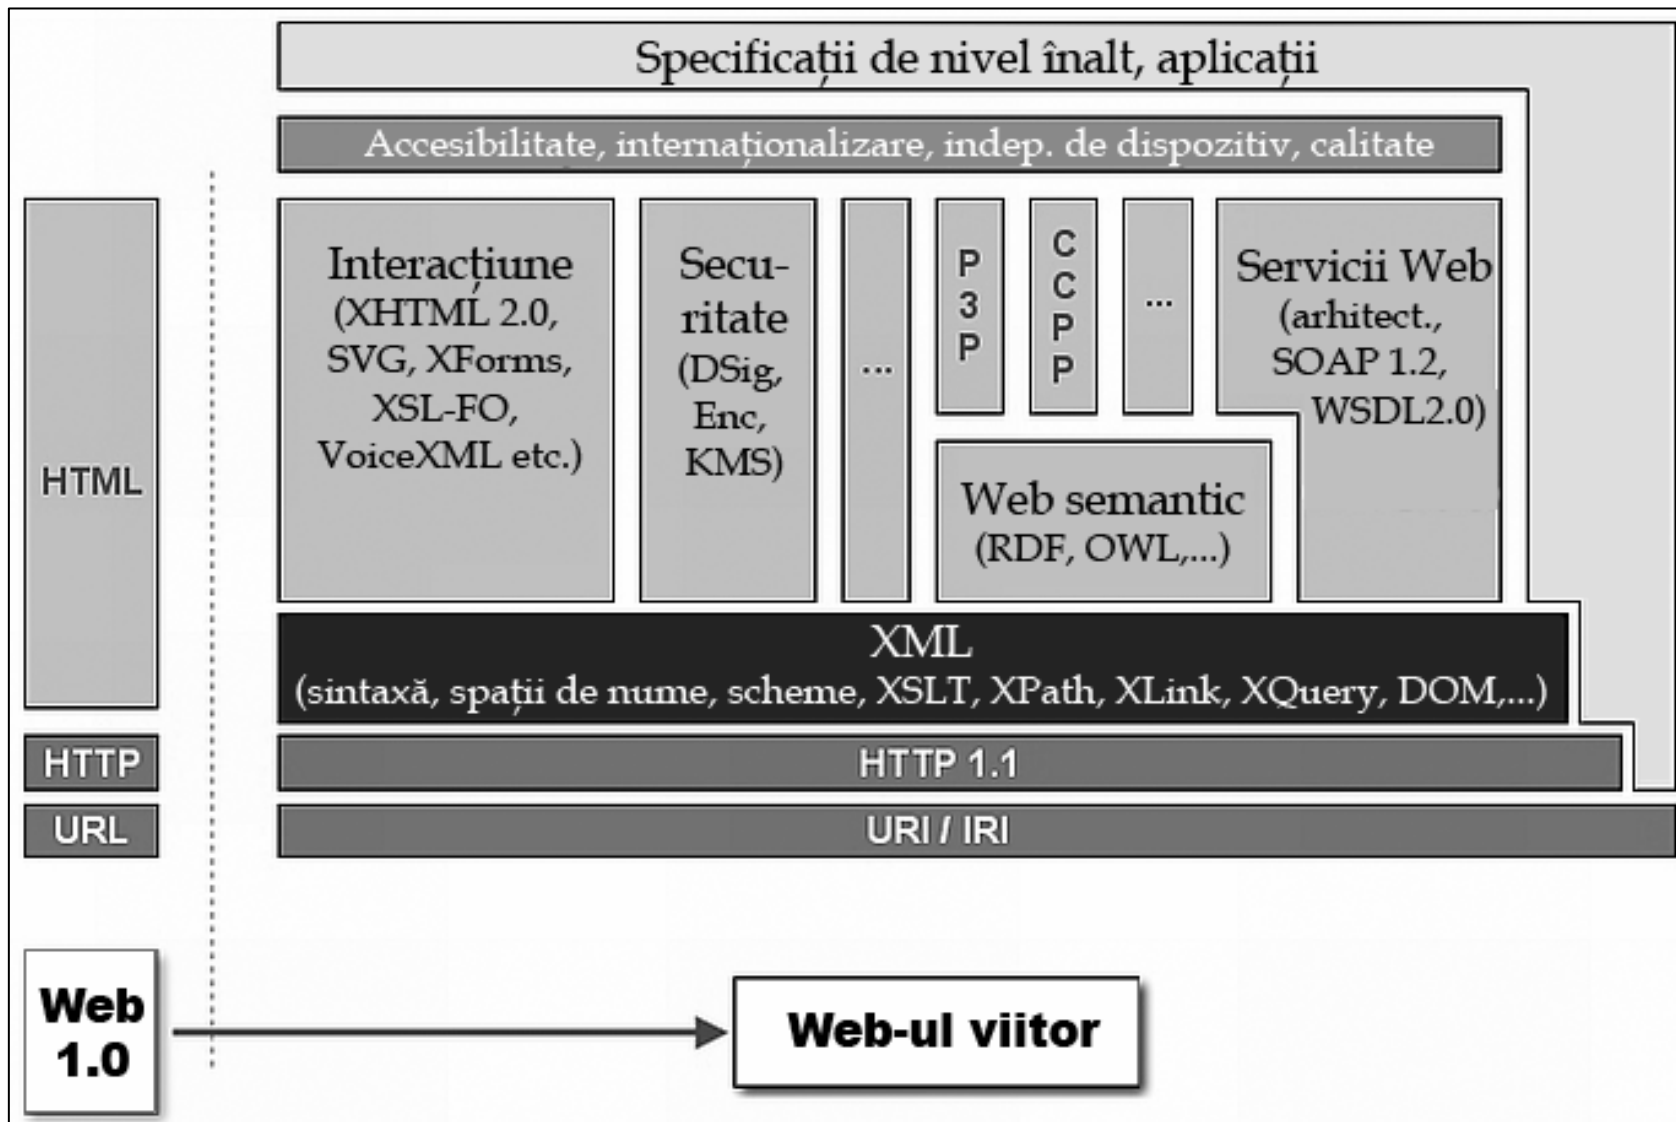 Specificații de nivel înalt, aplicații
Accesibilitate, internaționalizare, indep. de dispozitiv, calitate
HTML
Interacțiune
(XHTML 2.0,
SVG, XForms,
XSL-FO,
VoiceXML etc.)
Secu-
ritate
(DSig,
Enc,
KMS)
...
P
3
P
C
C
P
P
...
Servicii Web
(arhitect.,
SOAP 1.2,
WSDL2.0)
Web semantic
(RDF, OWL,...)
XML
(sintaxă, spații de nume, scheme, XSLT, XPath, XLink, XQuery, DOM,...)
HTTP
HTTP 1.1
URL
URI / IRI
Web
1.0
Web-ul viitor